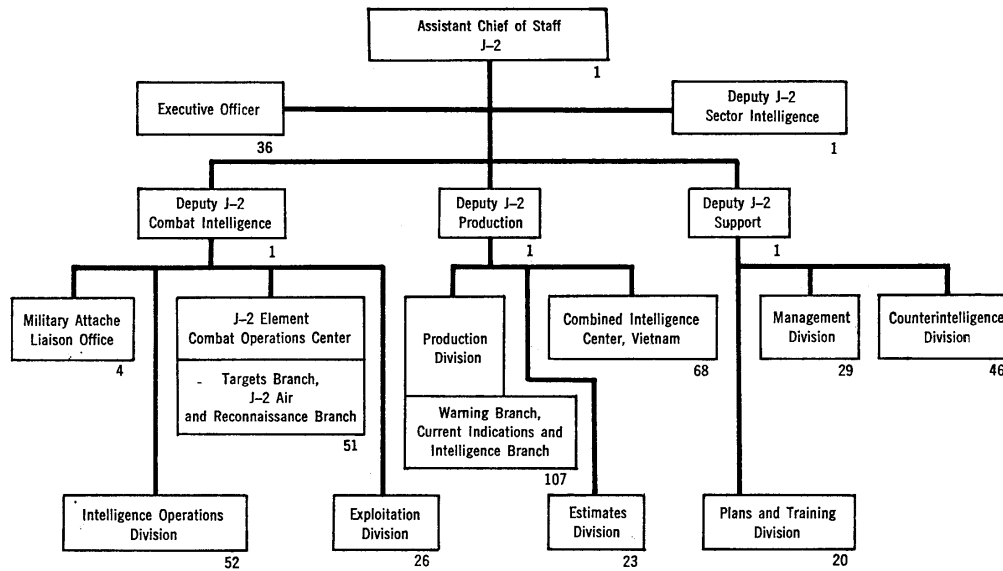 Assistant Chief of Staff
J–2
1
Executive Officer
36
Deputy J–2
Sector Intelligence
1
Deputy J–2
Combat Intelligence
1
Deputy J–2
Production
1
Deputy J–2
Support
1
Military Attache
Liaison Office
4
J–2 Element
Combat Operations Center
Targets Branch,
J–2 Air
and Reconnaissance Branch
51
Production
Division
Warning Branch,
Current Indications and
Intelligence Branch
107
Combined Intelligence
Center, Vietnam
68
Management
Division
29
Counterintelligence
Division
46
Intelligence Operations
Division
52
Exploitation
Division
26
Estimates
Division
23
Plans and Training
Division
20